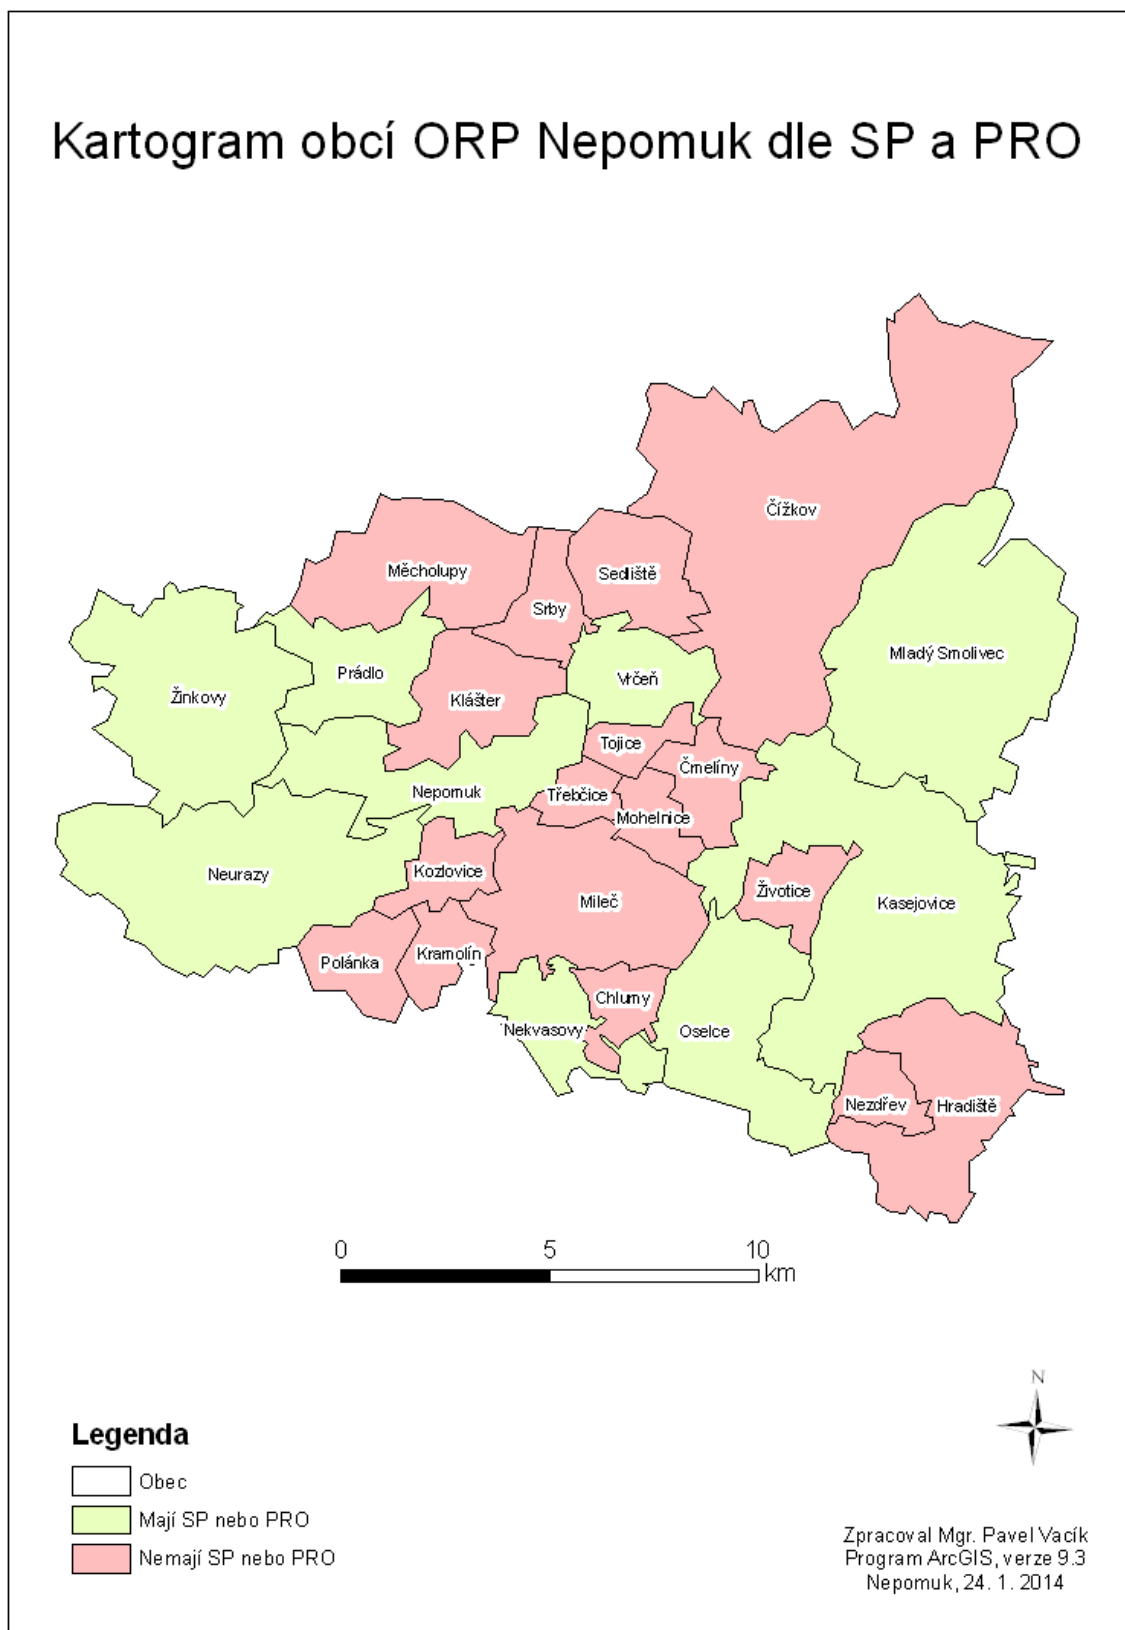 Kartogram obcí ORP Nepomuk dle SP a PRO
Čížkov
Měcholupy
Sedliště
Srby
Mladý Smolivec
Prádlo
Vrčeň
Žinkovy
Klášter
Tojice
Čmelíny
Nepomuk
Třebčice
Mohelnice
Neurazy
Kozlovice
Životice
Mileč
Kasejovice
Kramolín
Polánka
Chlumy
Nekvasovy
Oselce
Nezdřev
Hradiště
0 5 10
km
N
Legenda
Obec
Mají SP nebo PRO
Nemají SP nebo PRO
Zpracoval Mgr. Pavel Vacík
Program ArcGIS, verze 9.3
Nepomuk, 24. 1. 2014